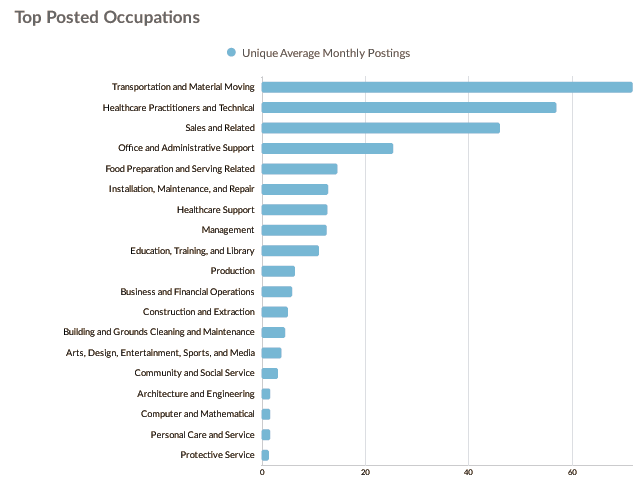 Top Posted Occupations
Unique Average Monthly Postings
Transportation and Material Moving
Healthcare Practitioners and Technical
Sales and Related
Office and Administrative Support
Food Preparation and Serving Related
Installation, Maintenance, and Repair
Healthcare Support
Management
Education, Training, and Library
Production
Business and Financial Operations
Construction and Extraction
Building and Grounds Cleaning and Maintenance
Arts, Design, Entertainment, Sports, and Media
Community and Social Service
Architecture and Engineering
Computer and Mathematical
Personal Care and Service
Protective Service
0 20 40 60